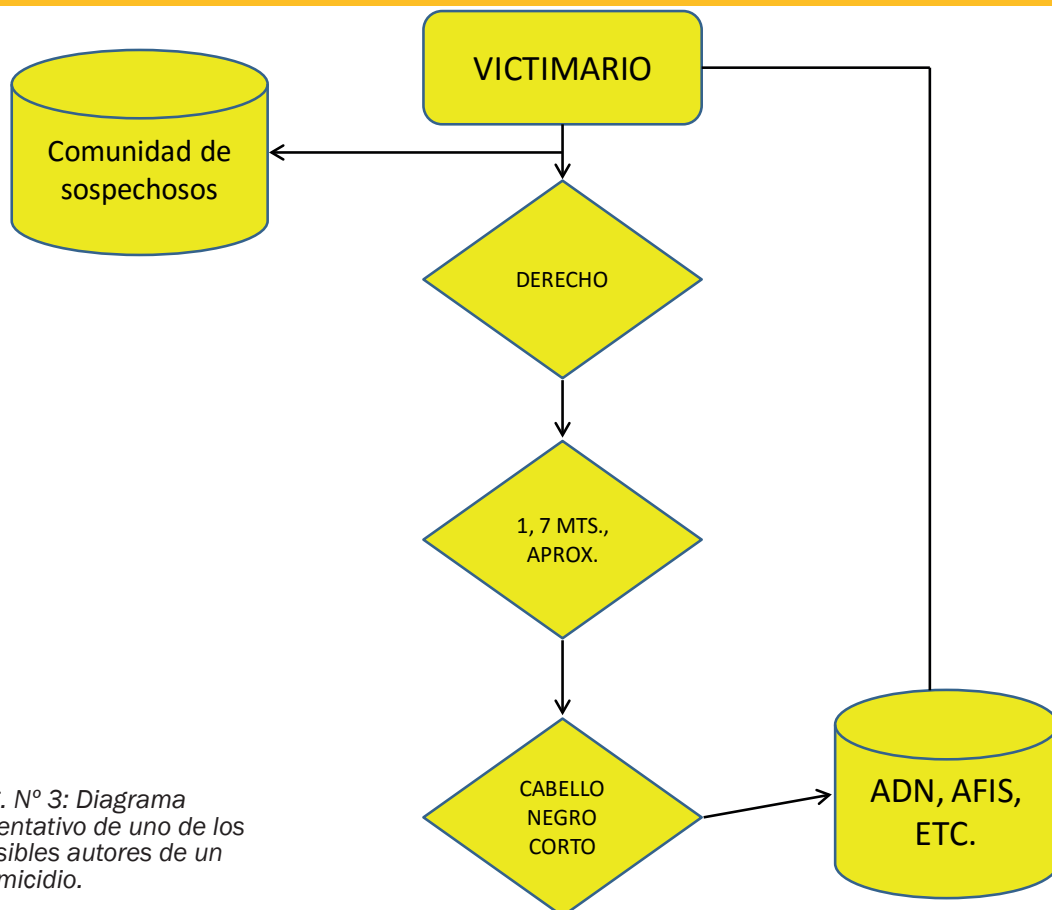 VICTIMARIO
Comunidad de
sospechosos
DERECHO
1, 7 MTS.,
APROX.
CABELLO
NEGRO
CORTO
ADN, AFIS,
ETC.
. Nº 3: Diagrama
entativo de uno de los
sibles autores de un
micidio.